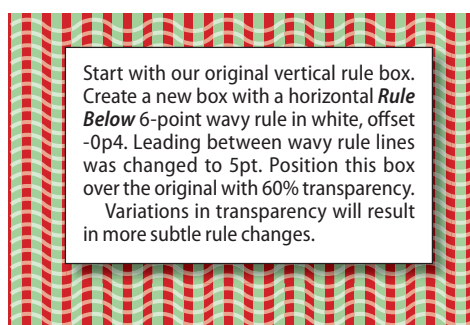 Start with our original vertical rule box.
Create a new box with a horizontal Rule
Below 6-point wavy rule in white, offset
-0p4. Leading between wavy rule lines
was changed to 5pt. Position this box
over the original with 60% transparency.
Variations in transparency will result
in more subtle rule changes.